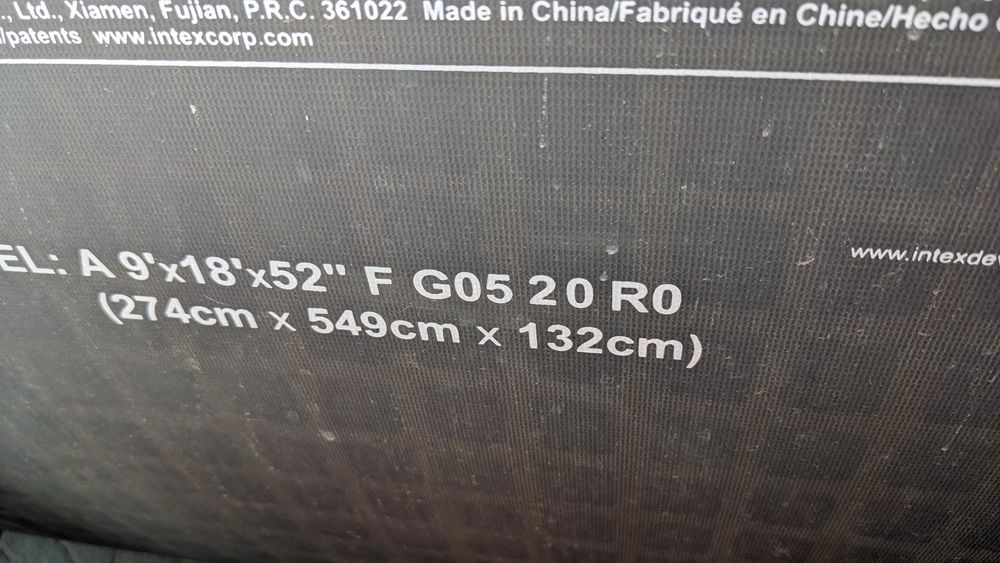 ., Ltd., Xiamen, Fujian, P.R.C. 361022 Made in China/Fabriqué en Chine/Hecho
/patents www.intexcorp.com
www.intexdev
EL: A 9'x18'x52" F G05 20 R0
(274cm x 549cm x 132cm)